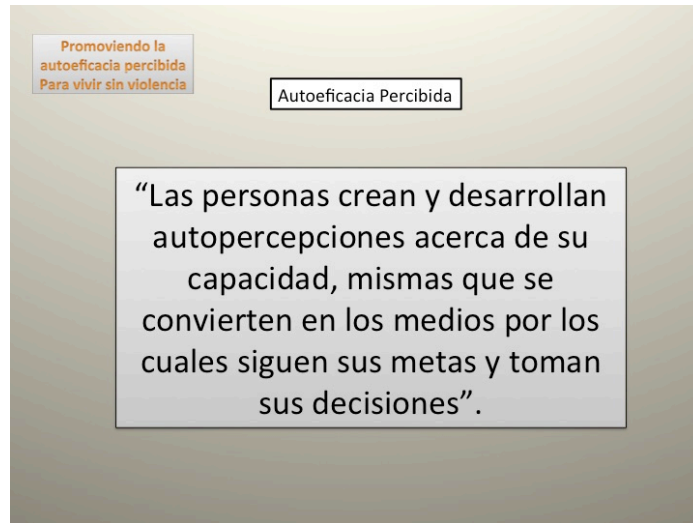 Promoviendo la
autoeficacia percibida
Para vivir sin violencia
Autoeficacia Percibida
“Las personas crean y desarrollan
autopercepciones acerca de su
capacidad, mismas que se
convierten en los medios por los
cuales siguen sus metas y toman
sus decisiones”.